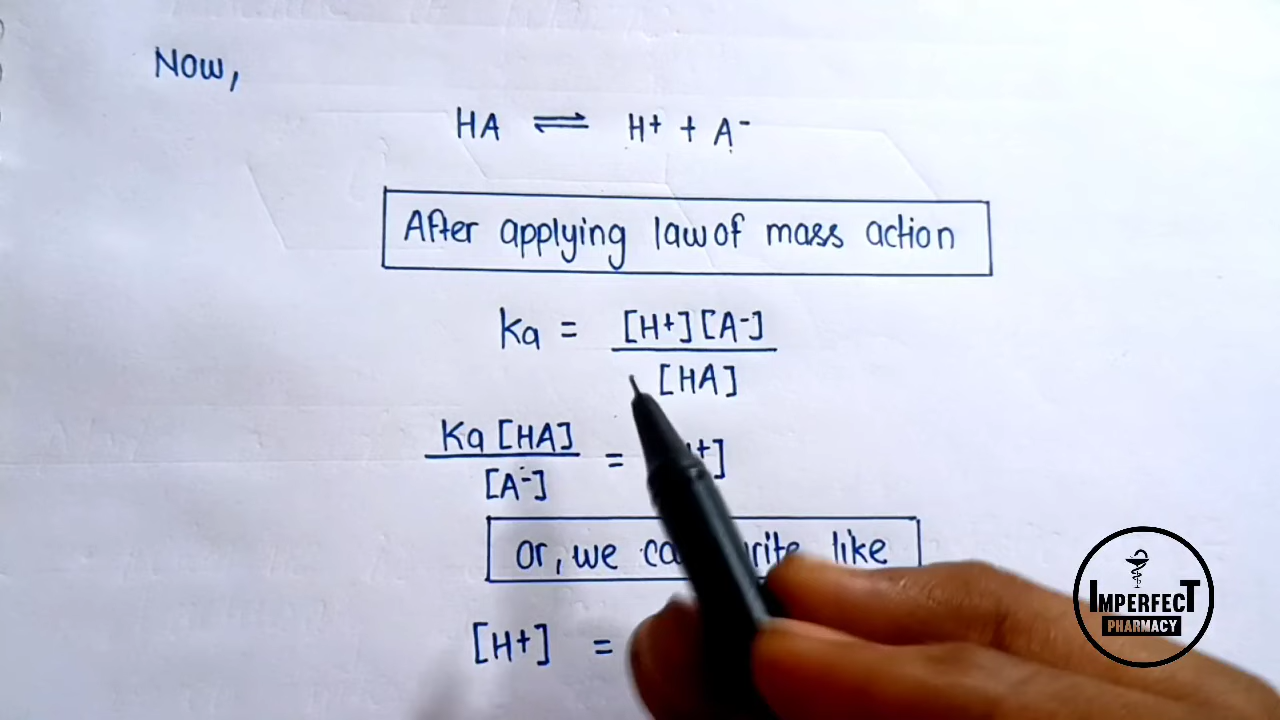 Now,
HA ⇌ H+ + A-
After applying law of mass action
Ka = [H+][A-]
[HA]
Ka [HA]
[A-]
= +]
Or, we like
[H+] =
IMPERFECT
PHARMACY